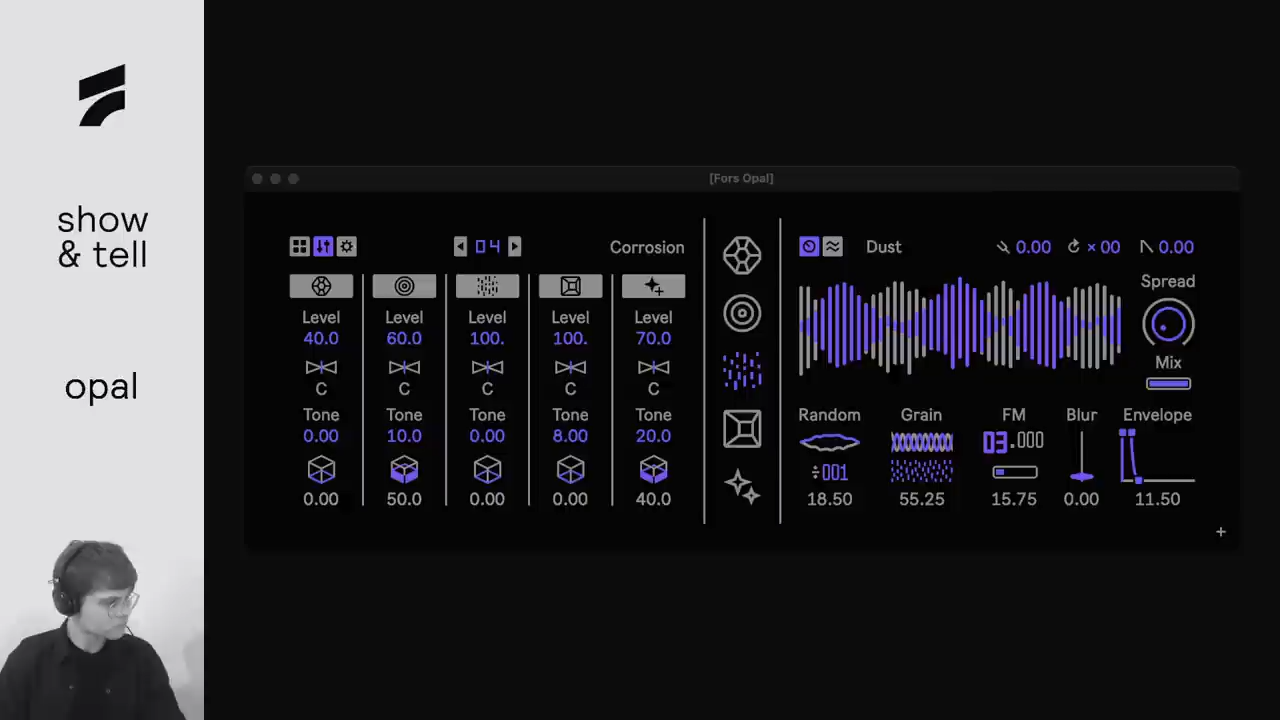 show
& tell
opal
[Fors Opal]
04
Corrosion
Level Level Level Level Level
40.0 60.0 100. 100. 70.0
C C C C C
Tone Tone Tone Tone Tone
0.00 10.0 0.00 8.00 20.0
0.00 50.0 0.00 0.00 40.0
Dust 0.00 × 00 0.00
Spread
Mix
Random Grain FM Blur Envelope
03.000
÷001
18.50 55.25 15.75 0.00 11.50
+